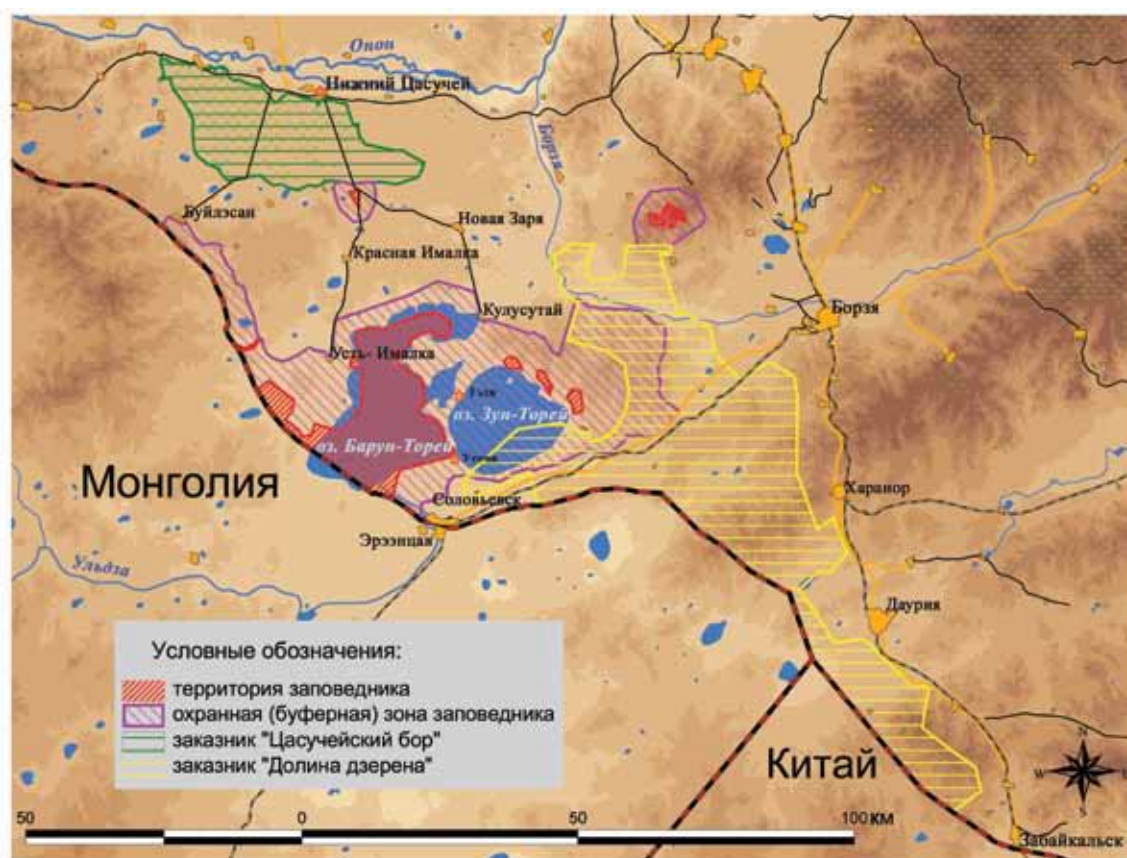 Онон
Нижний Цасучей
Борзя
Буйлэсан
Новая Заря
Красная Ималка
Кулусутай
Борзя
Усть- Ималка
оз. Зун-Торей
оз. Барун-Торей
Монголия
Соловьевск
Харанор
Эрээнцав
Ульдза
Даурия
Условные обозначения:
территория заповедника
охранная (буферная) зона заповедника
заказник "Цасучейский бор"
заказник "Долина дзерена"
Китай
N
W
E
S
50 0 50 100 км
Забайкальск